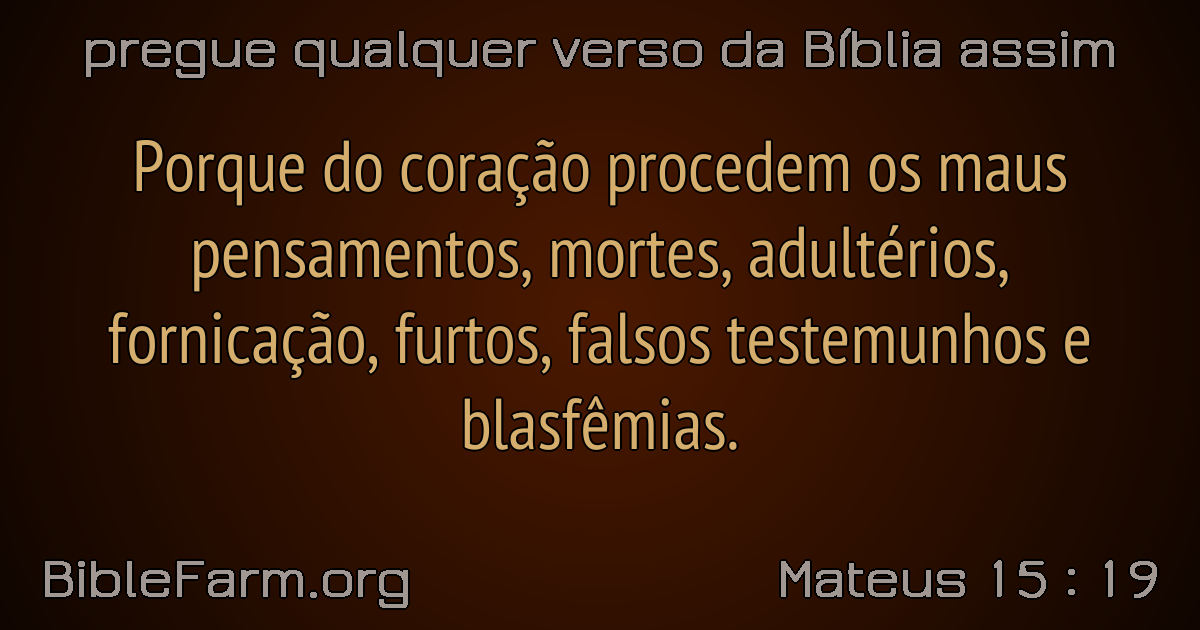 pregue qualquer verso da Bíblia assim
Porque do coração procedem os maus
pensamentos, mortes, adultérios,
fornicação, furtos, falsos testemunhos e
blasfêmias.
BibleFarm.org
Mateus 15 : 19